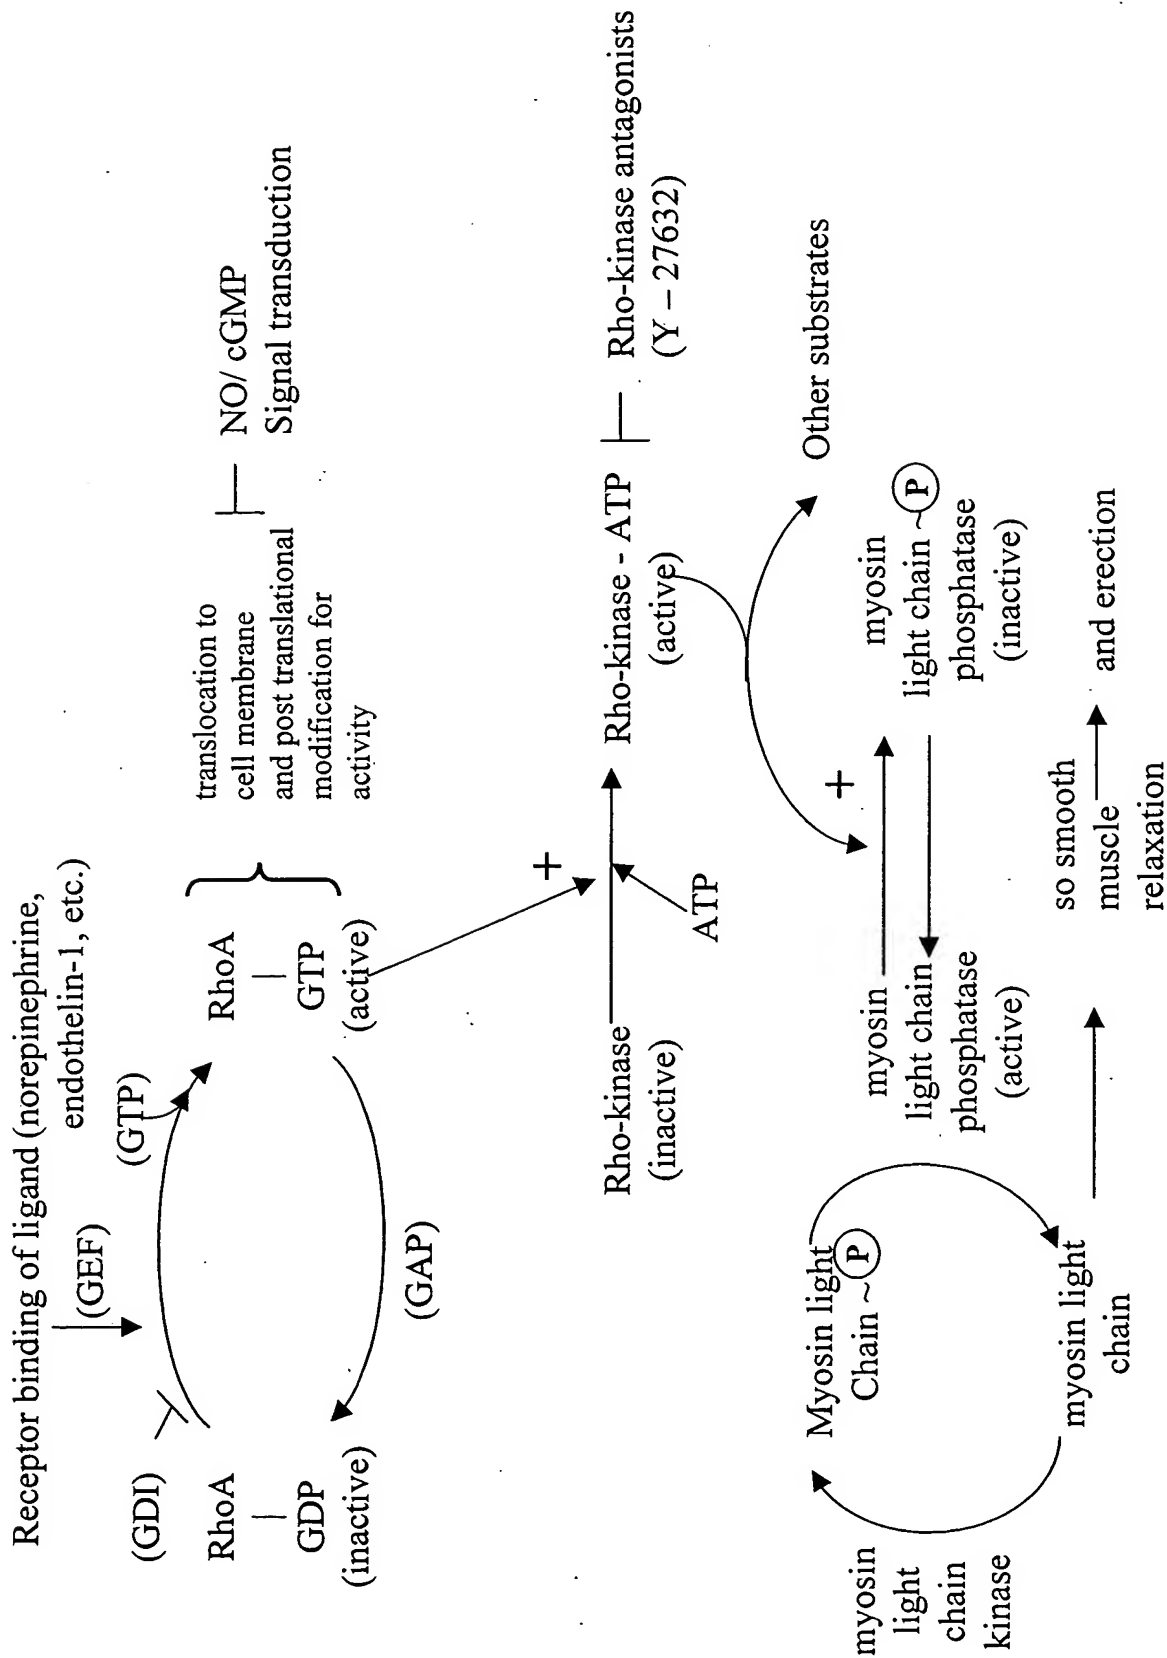 Receptor binding of ligand (norepinephrine,
endothelin-1, etc.)
(GEF)
(GTP)
(GDI)
RhoA
GDP
(inactive)
RhoA
GTP
(active)
(GAP)
translocation to
cell membrane
and post translational
modification for
activity
NO/ cGMP
Signal transduction
+
Rho-kinase
(inactive)
ATP
Rho-kinase - ATP
(active)
Rho-kinase antagonists
(Y – 27632)
Other substrates
+
myosin
light chain
phosphatase
(active)
myosin
light chain ~ P
phosphatase
(inactive)
Myosin light
Chain ~ P
myosin
light
chain
kinase
myosin light
chain
so smooth
muscle
relaxation
and erection